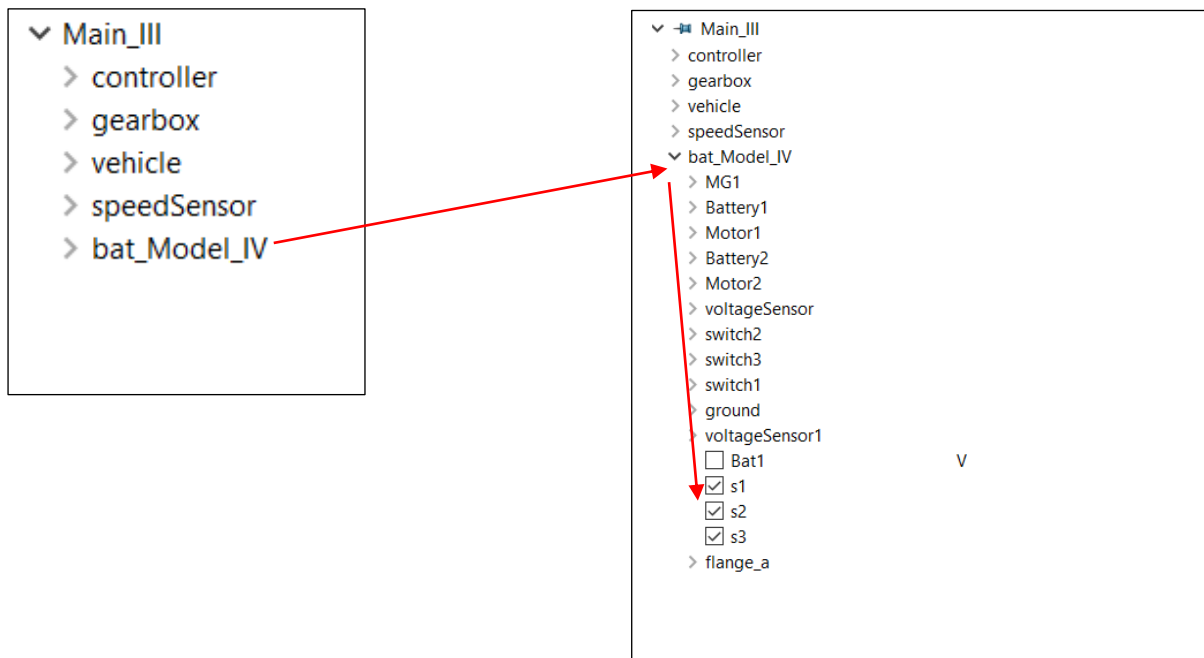 Main_III
controller
gearbox
vehicle
speedSensor
bat_Model_IV
Main_III
controller
gearbox
vehicle
speedSensor
bat_Model_IV
MG1
Battery1
Motor1
Battery2
Motor2
voltageSensor
switch2
switch3
switch1
ground
voltageSensor1
Bat1 V
s1
s2
s3
flange_a